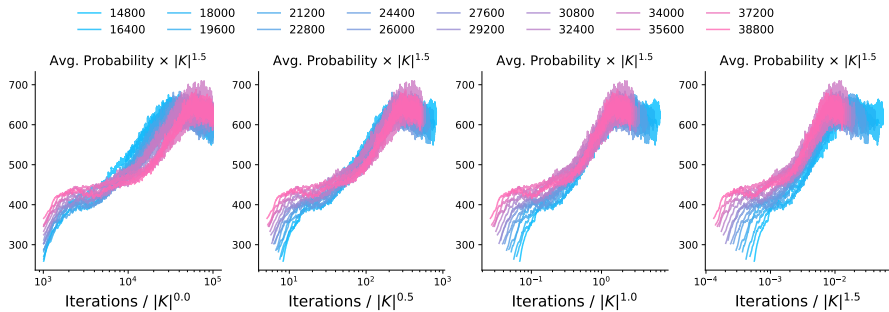 14800 18000 21200 24400 27600 30800 34000 37200
16400 19600 22800 26000 29200 32400 35600 38800
Avg. Probability × |K|^1.5 Avg. Probability × |K|^1.5 Avg. Probability × |K|^1.5 Avg. Probability × |K|^1.5
700 700 700 700
600 600 600 600
500 500 500 500
400 400 400 400
300 300 300 300
10^3 10^4 10^5 10^1 10^2 10^3 10^−1 10^0 10^−4 10^−3 10^−2
Iterations / |K|^0.0 Iterations / |K|^0.5 Iterations / |K|^1.0 Iterations / |K|^1.5